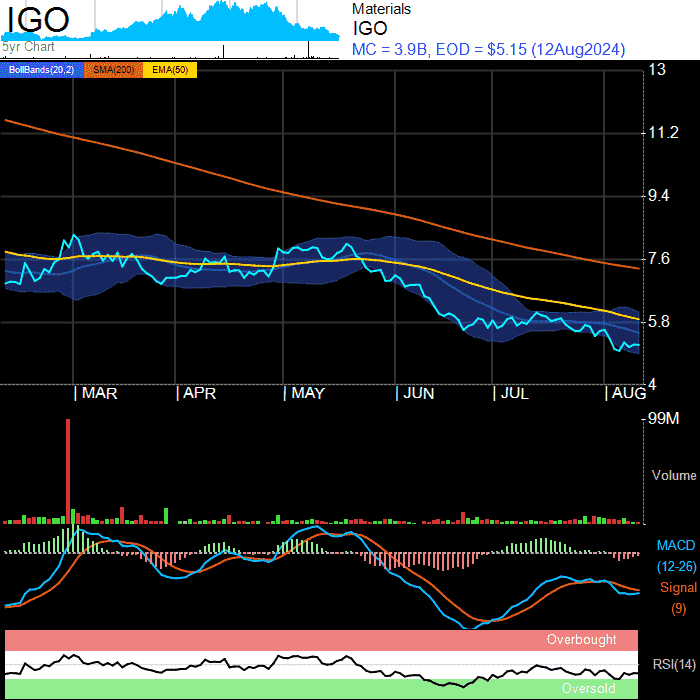 IGO
5yr Chart
Materials
IGO
MC = 3.9B, EOD = $5.15 (12Aug2024)
BollBands(20,2) SMA(200) EMA(50)
13
11.2
9.4
7.6
5.8
4
| MAR | APR | MAY | JUN | JUL | AUG
99M
Volume
MACD
(12-26)
Signal
(9)
Overbought
RSI(14)
Oversold